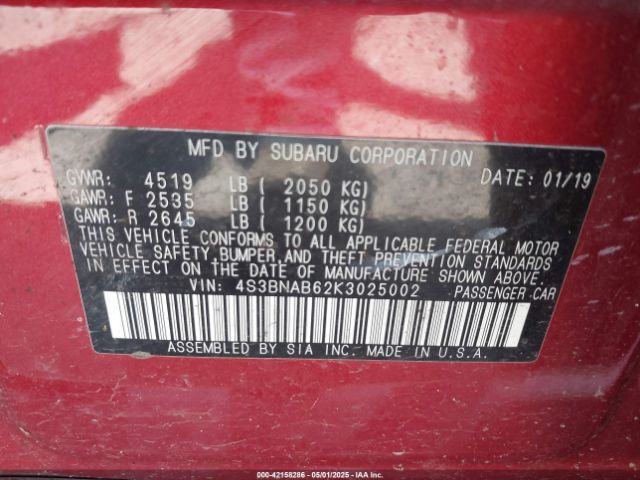 MFD BY SUBARU CORPORATION
GVWR: 4519 LB ( 2050 KG) DATE: 01/19
GAWR: F 2535 LB ( 1150 KG)
GAWR: R 2645 LB ( 1200 KG)
THIS VEHICLE CONFORMS TO ALL APPLICABLE FEDERAL MOTOR
VEHICLE SAFETY, BUMPER, AND THEFT PREVENTION STANDARDS
IN EFFECT ON THE DATE OF MANUFACTURE SHOWN ABOVE.
VIN: 4S3BNAB62K3025002 PASSENGER CAR
ASSEMBLED BY SIA INC. MADE IN U.S.A.
000-42158286 - 05/01/2025 - IAA Inc.